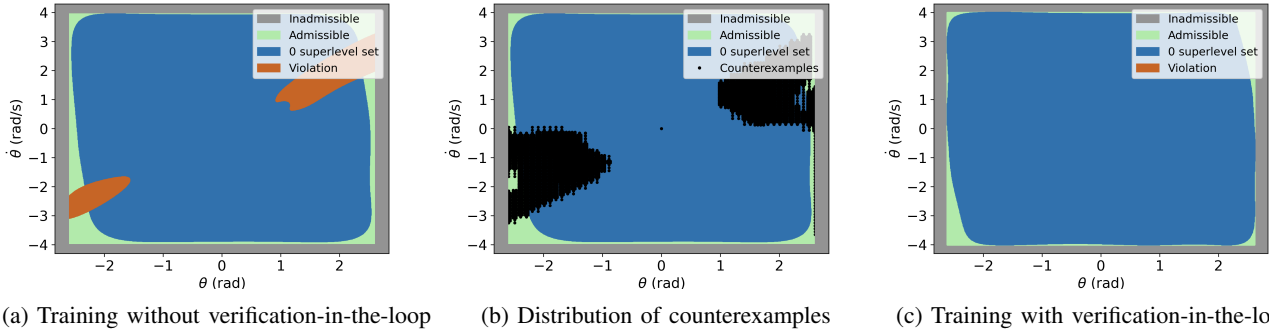 4
3
2
1
0
−1
−2
−3
−4
θ̇ (rad/s)
−2
−1
0
1
2
θ (rad)
Inadmissible
Admissible
0 superlevel set
Violation
(a) Training without verification-in-the-loop
4
3
2
1
0
−1
−2
−3
−4
θ̇ (rad/s)
−2
−1
0
1
2
θ (rad)
Inadmissible
Admissible
0 superlevel set
Counterexamples
(b) Distribution of counterexamples
4
3
2
1
0
−1
−2
−3
−4
θ̇ (rad/s)
−2
−1
0
1
2
θ (rad)
Inadmissible
Admissible
0 superlevel set
Violation
(c) Training with verification-in-the-lo